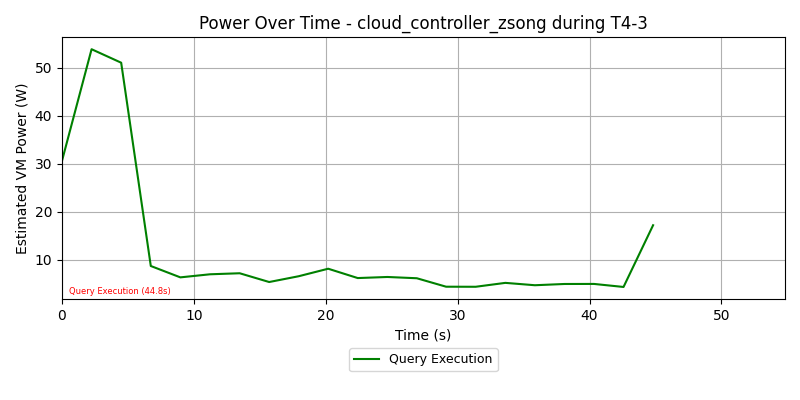 Power Over Time - cloud_controller_zsong during T4-3
Estimated VM Power (W)
50
40
30
20
10
Query Execution (44.8s)
0 10 20 30 40 50
Time (s)
Query Execution